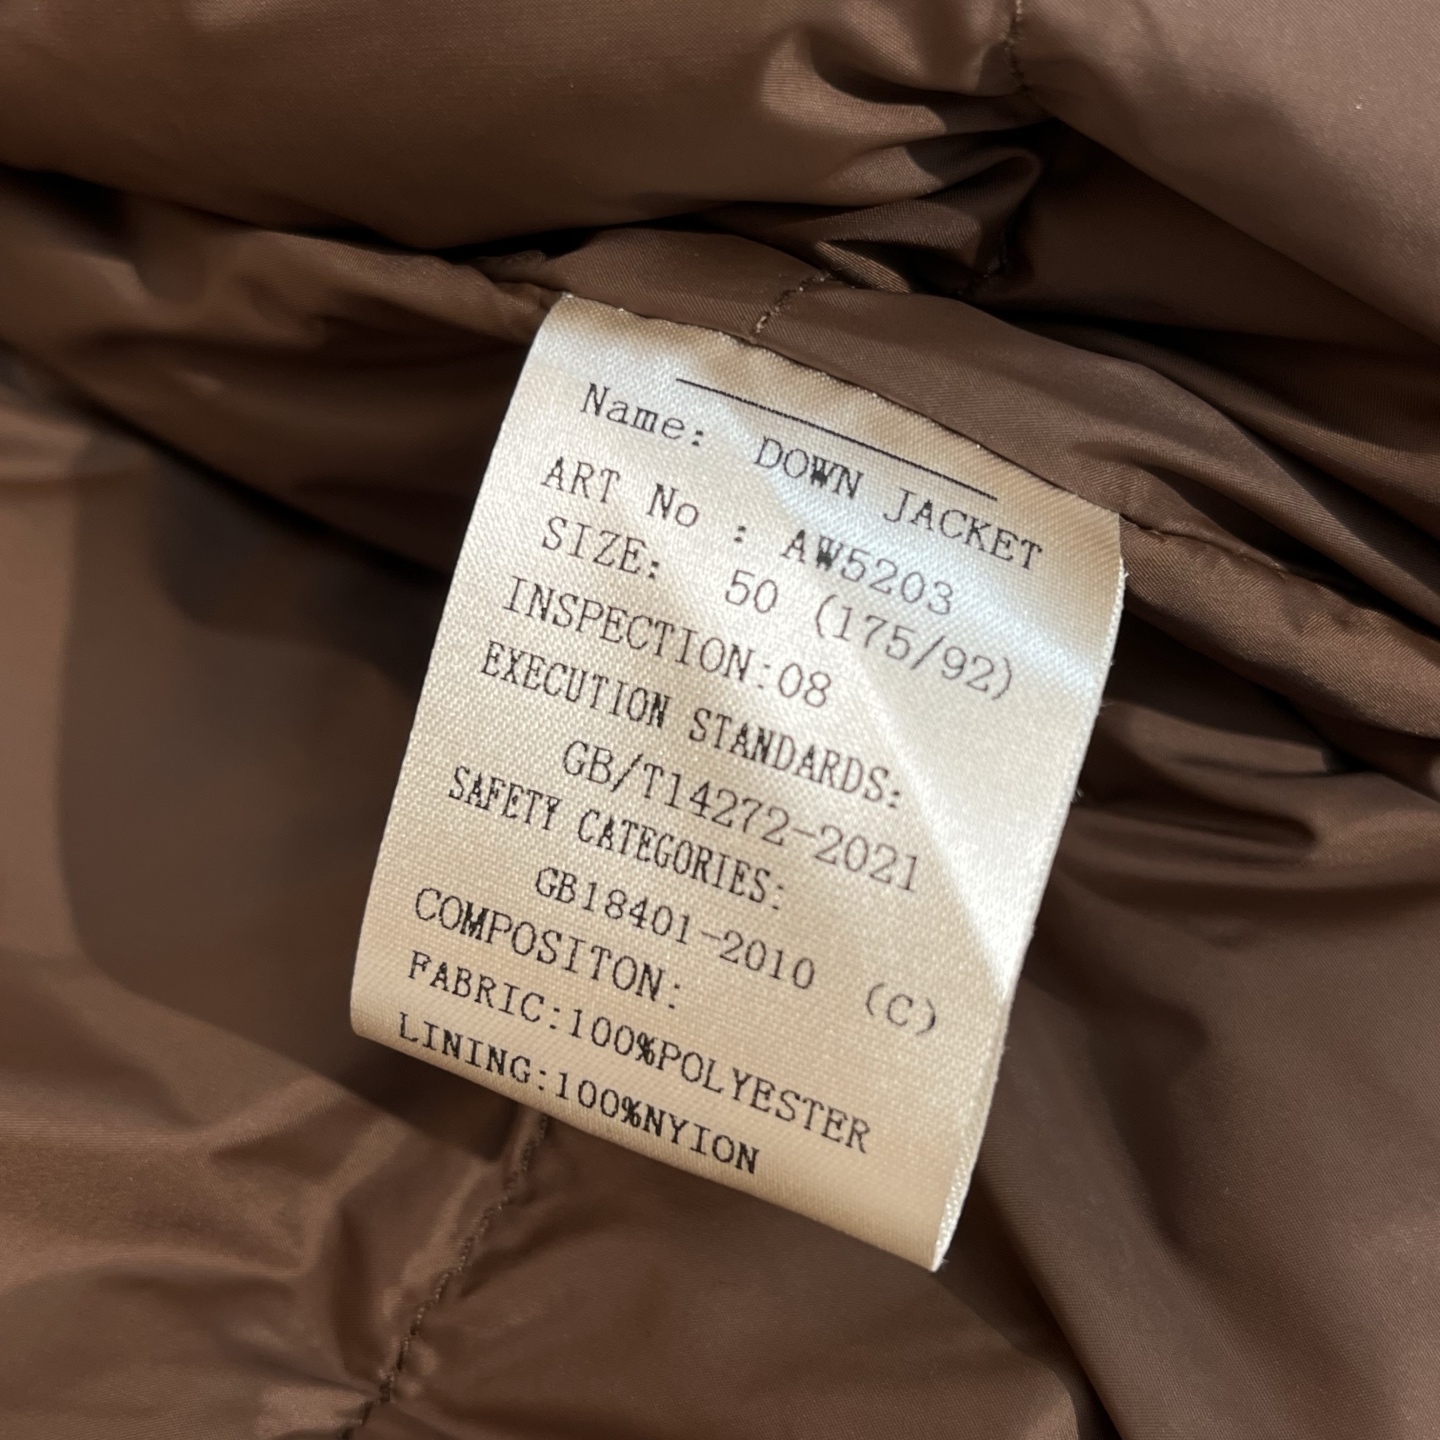 Name: DOWN JACKET
ART No : AW5203
SIZE: 50 (175/92)
INSPECTION:08
EXECUTION STANDARDS:
GB/T14272-2021
SAFETY CATEGORIES:
GB18401-2010 (C)
COMPOSITON:
FABRIC:100%POLYESTER
LINING:100%NYION